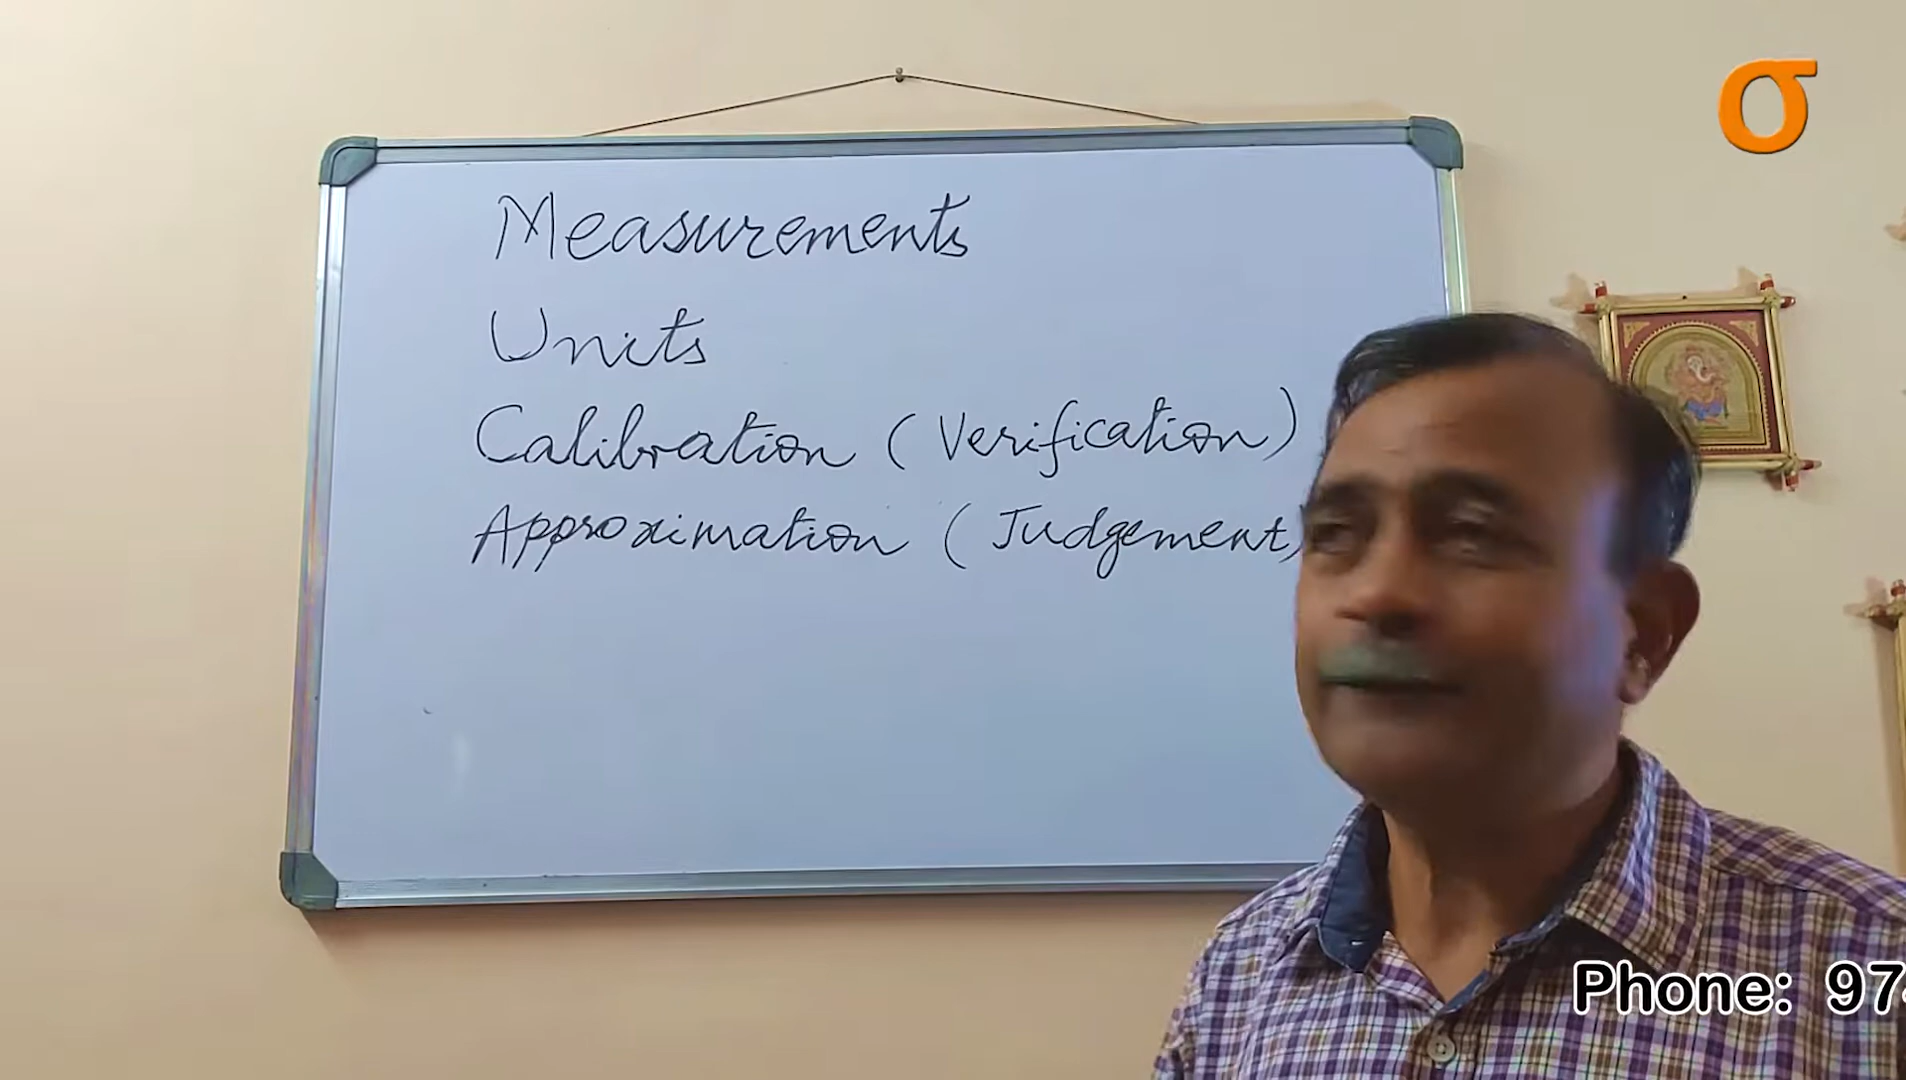 σ
Measurements
Units
Calibration (Verification)
Approximation (Judgement)
Phone: 97